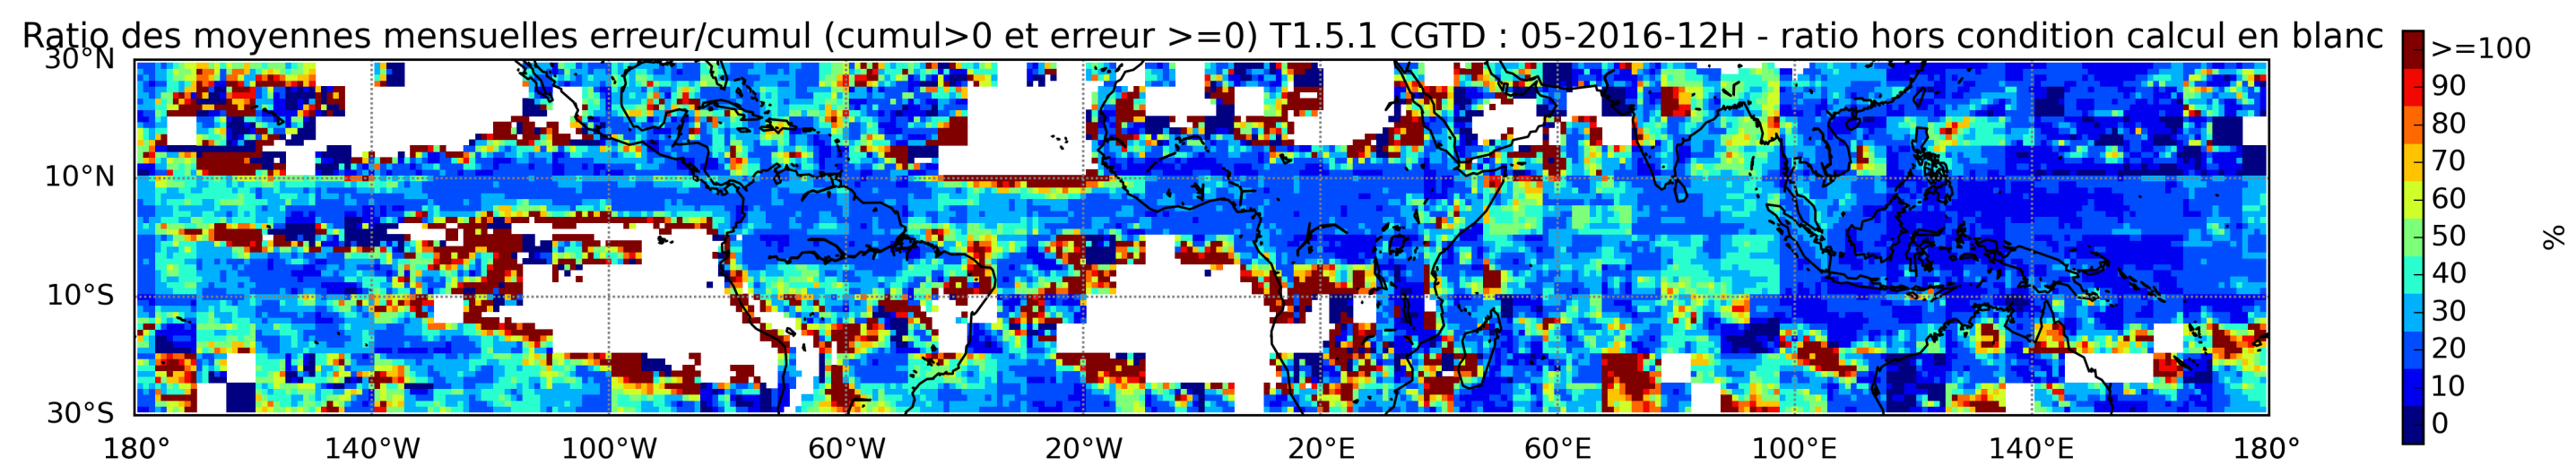 Ratio des moyennes mensuelles erreur/cumul (cumul>0 et erreur >=0) T1.5.1 CGTD : 05-2016-12H - ratio hors condition calcul en blanc
30°N
10°N
10°S
30°S
180° 140°W 100°W 60°W 20°W 20°E 60°E 100°E 140°E 180°
>=100
90
80
70
60
50
40
30
20
10
0
%